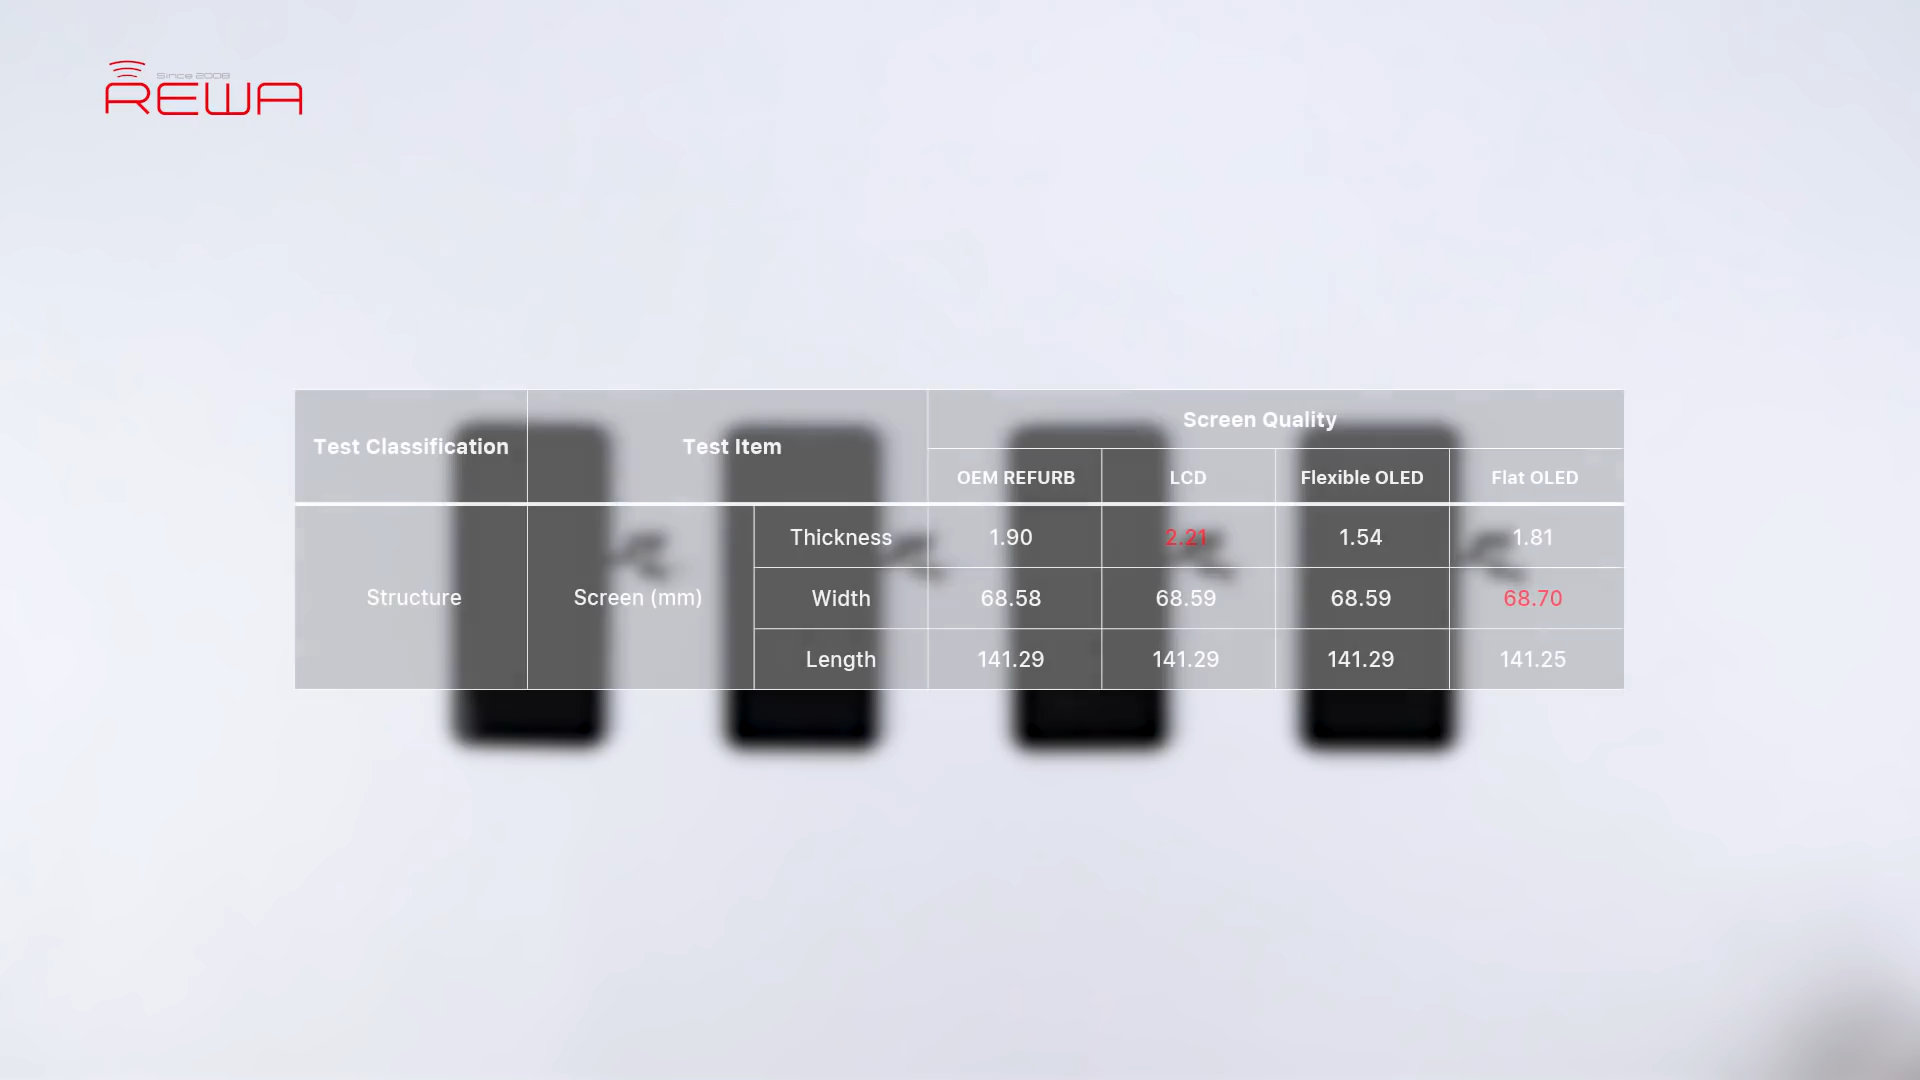 Since 2008
REWA
Test Classification Test Item Screen Quality
OEM REFURB LCD Flexible OLED Flat OLED
Structure Screen (mm) Thickness 1.90 2.21 1.54 1.81
Width 68.58 68.59 68.59 68.70
Length 141.29 141.29 141.29 141.25